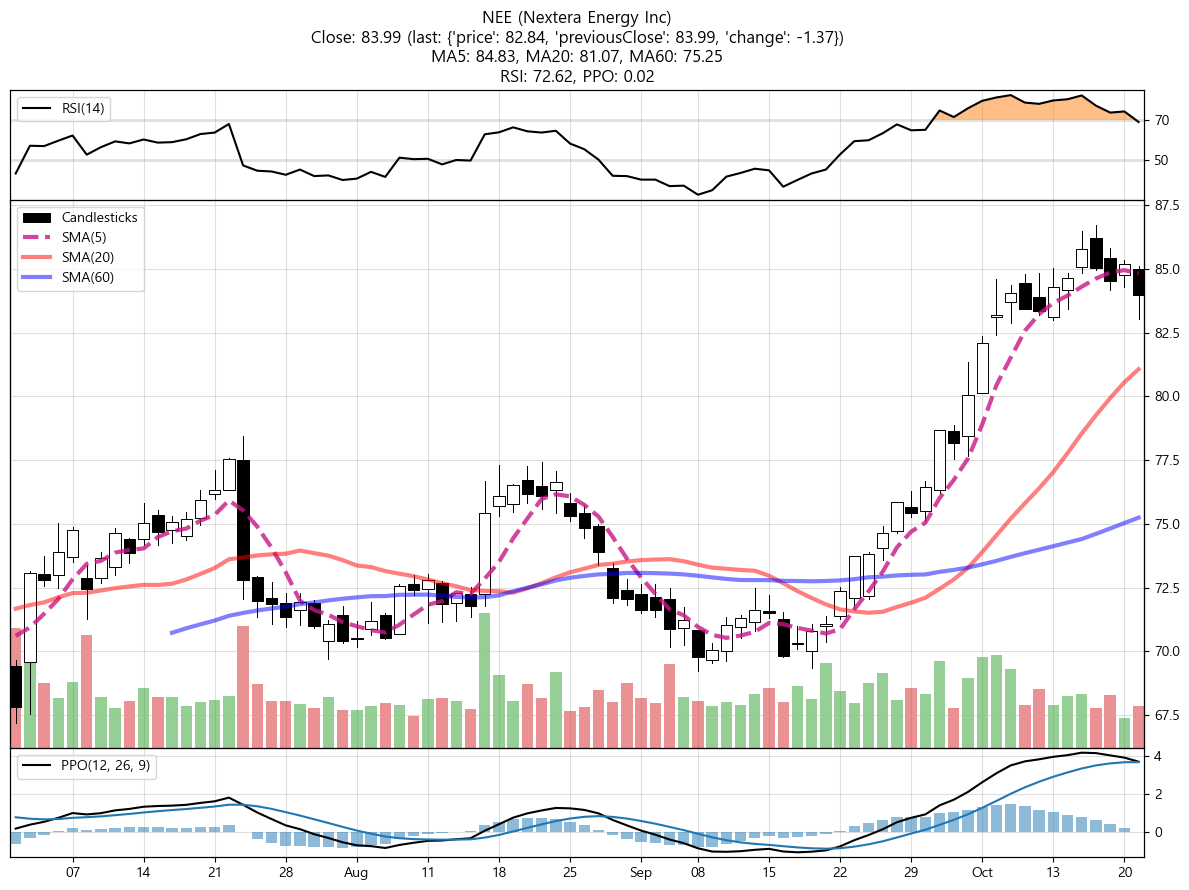 NEE (Nextera Energy Inc)
Close: 83.99 (last: {'price': 82.84, 'previousClose': 83.99, 'change': -1.37})
MA5: 84.83, MA20: 81.07, MA60: 75.25
RSI: 72.62, PPO: 0.02
RSI(14)
70
50
Candlesticks
SMA(5)
SMA(20)
SMA(60)
87.5
85.0
82.5
80.0
77.5
75.0
72.5
70.0
67.5
PPO(12, 26, 9)
4
2
0
07 14 21 28 Aug 11 18 25 Sep 08 15 22 29 Oct 13 20